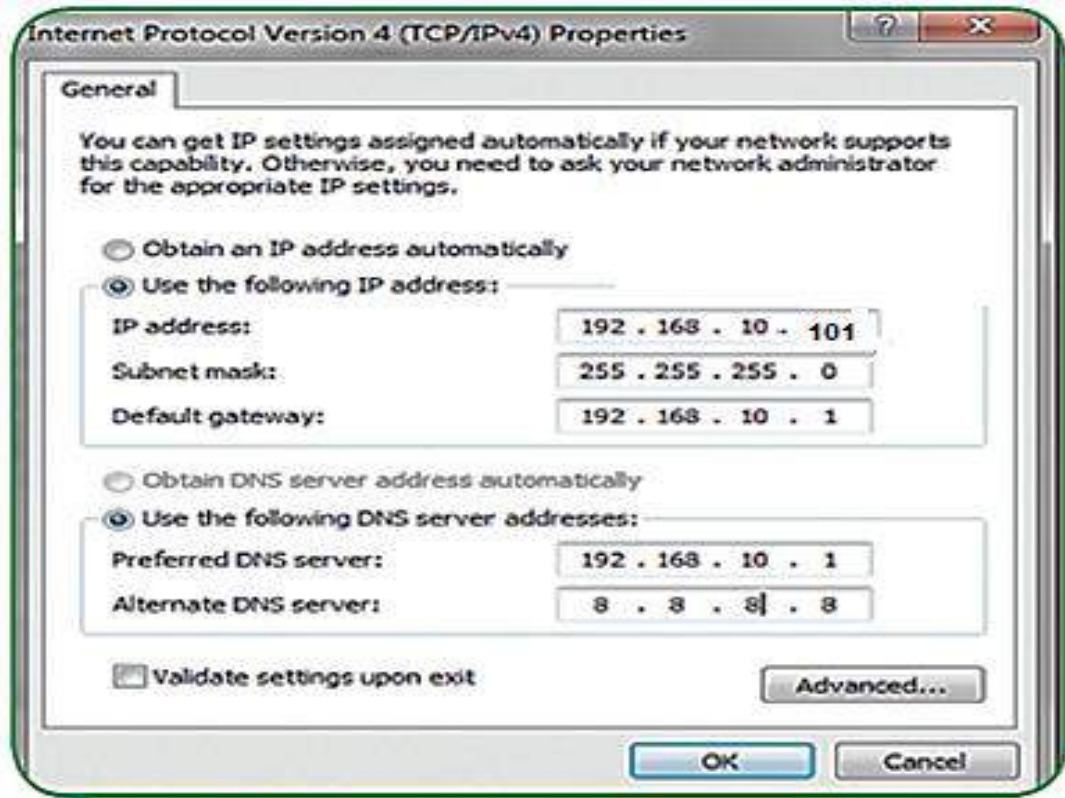 Internet Protocol Version 4 (TCP/IPv4) Properties
?
General
You can get IP settings assigned automatically if your network supports
this capability. Otherwise, you need to ask your network administrator
for the appropriate IP settings.
Obtain an IP address automatically
Use the following IP address:
IP address: 192 . 168 . 10 . 101
Subnet mask: 255 . 255 . 255 . 0
Default gateway: 192 . 168 . 10 . 1
Obtain DNS server address automatically
Use the following DNS server addresses:
Preferred DNS server: 192 . 168 . 10 . 1
Alternate DNS server: 8 . 8 . 8 . 8
Validate settings upon exit
Advanced...
OK Cancel